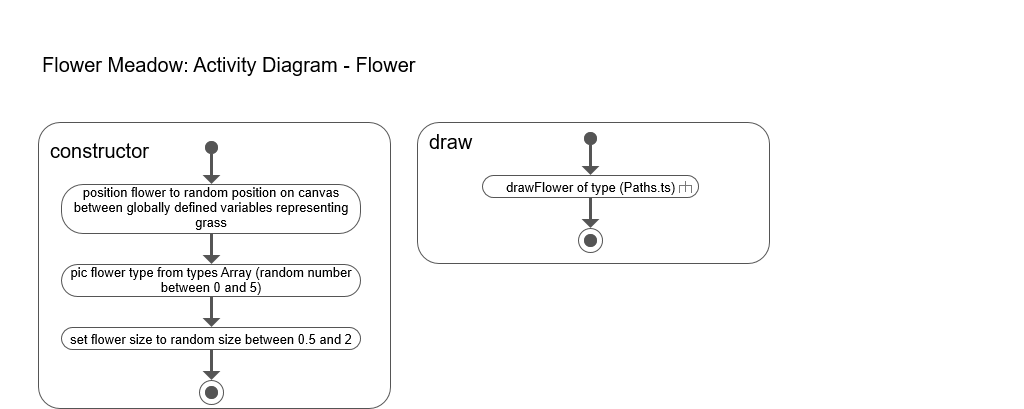 Flower Meadow: Activity Diagram - Flower
constructor
position flower to random position on canvas
between globally defined variables representing
grass
pic flower type from types Array (random number
between 0 and 5)
set flower size to random size between 0.5 and 2
draw
drawFlower of type (Paths.ts)